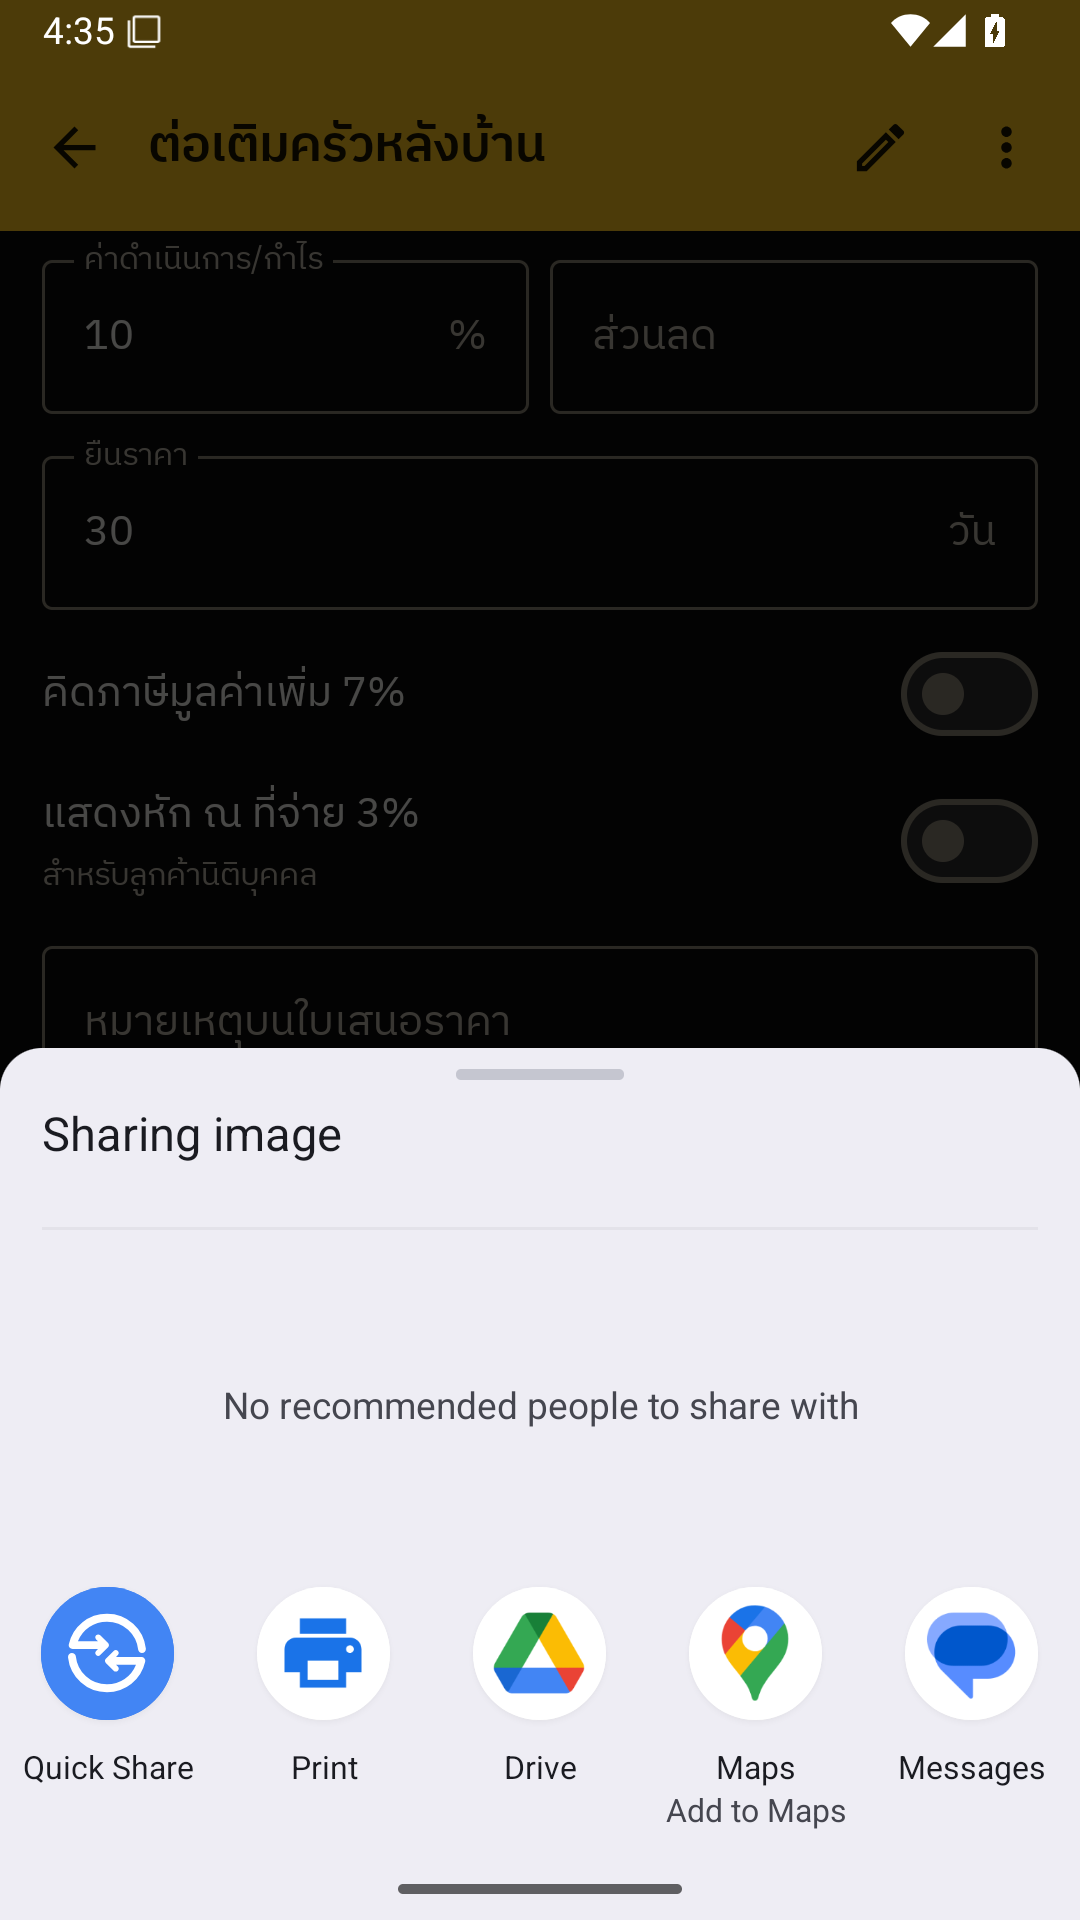 4:35
ต่อเติมครัวหลังบ้าน
ค่าดำเนินการ/กำไร
10 %
ส่วนลด
ยืนราคา
30 วัน
คิดภาษีมูลค่าเพิ่ม 7%
แสดงหัก ณ ที่จ่าย 3%
สำหรับลูกค้านิติบุคคล
หมายเหตุบนใบเสนอราคา
Sharing image
No recommended people to share with
Quick Share
Print
Drive
Maps
Add to Maps
Messages